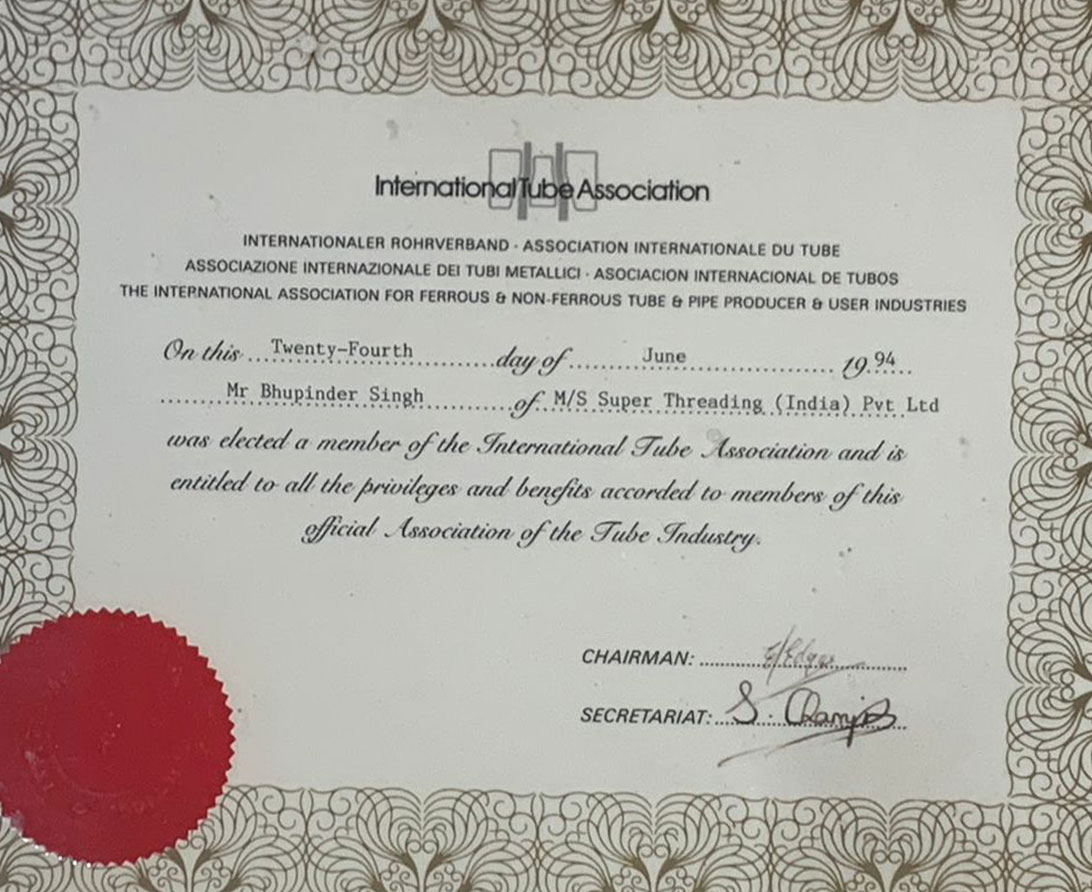 International Tube Association
INTERNATIONALER ROHRVERBAND · ASSOCIATION INTERNATIONALE DU TUBE
ASSOCIAZIONE INTERNAZIONALE DEI TUBI METALLICI · ASOCIACION INTERNACIONAL DE TUBOS
THE INTERNATIONAL ASSOCIATION FOR FERROUS & NON-FERROUS TUBE & PIPE PRODUCER & USER INDUSTRIES
On this Twenty-Fourth day of June 19 94
Mr Bhupinder Singh of M/S Super Threading (India) Pvt Ltd
was elected a member of the International Tube Association and is
entitled to all the privileges and benefits accorded to members of this
official Association of the Tube Industry.
CHAIRMAN:
SECRETARIAT: S.